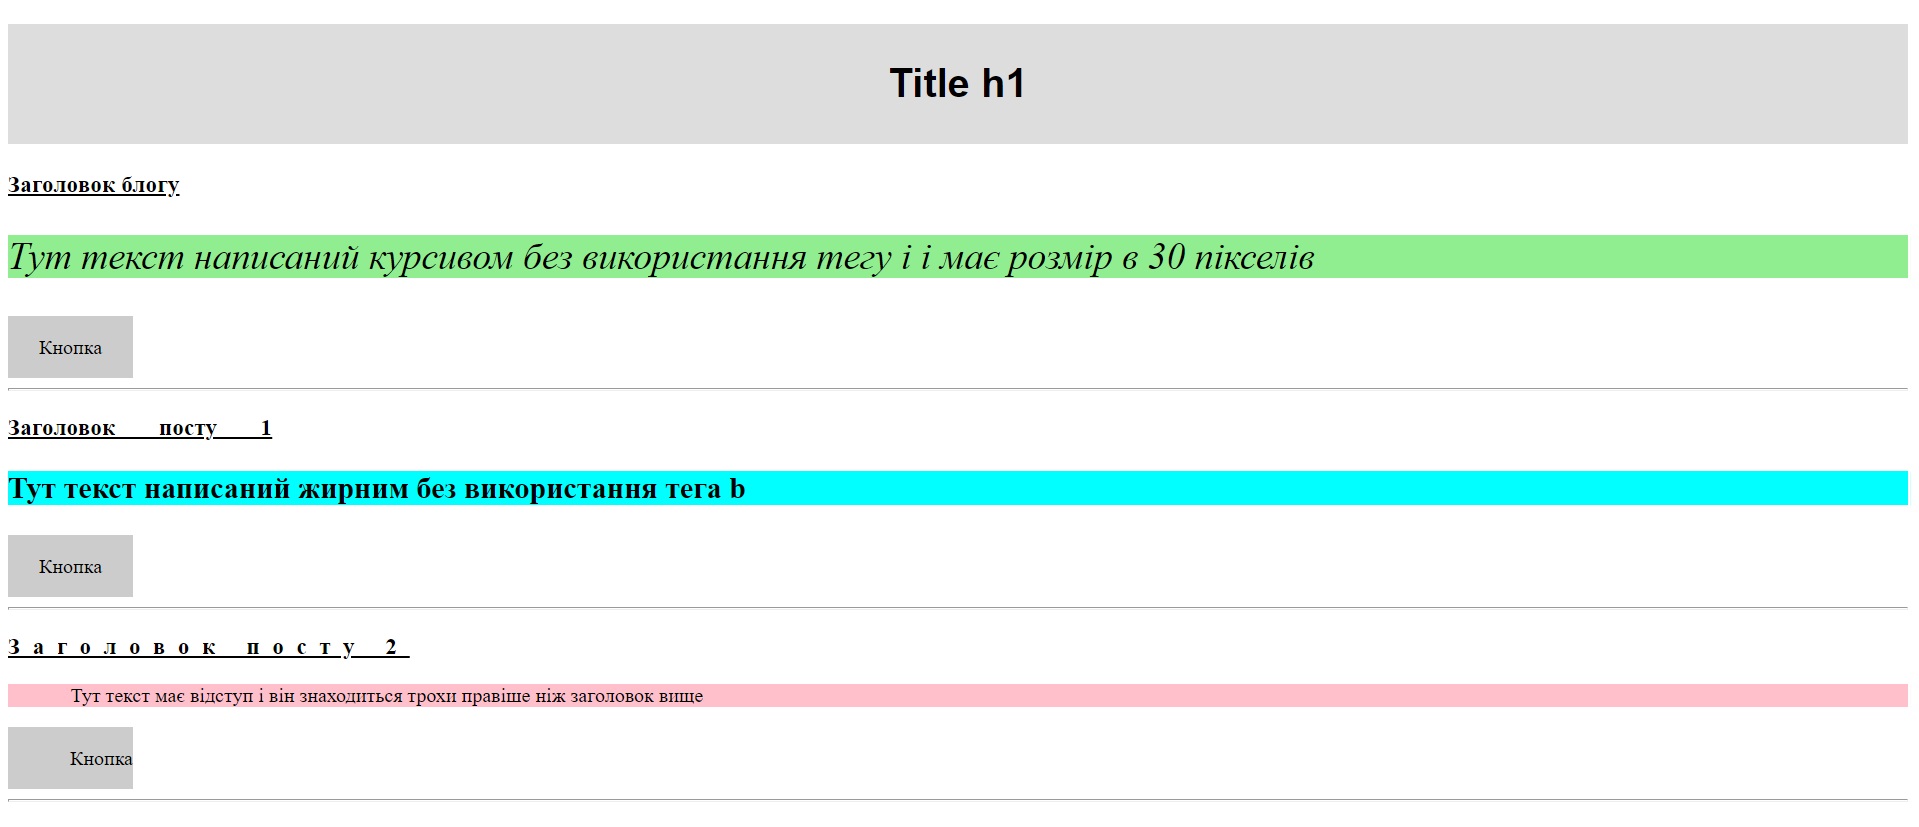 Title h1
Заголовок блогу
Тут текст написаний курсивом без використання тегу і і має розмір в 30 пікселів
Кнопка
Заголовок посту 1
Тут текст написаний жирним без використання тега b
Кнопка
Заголовок посту 2
Тут текст має відступ і він знаходиться трохи правіше ніж заголовок вище
Кнопка